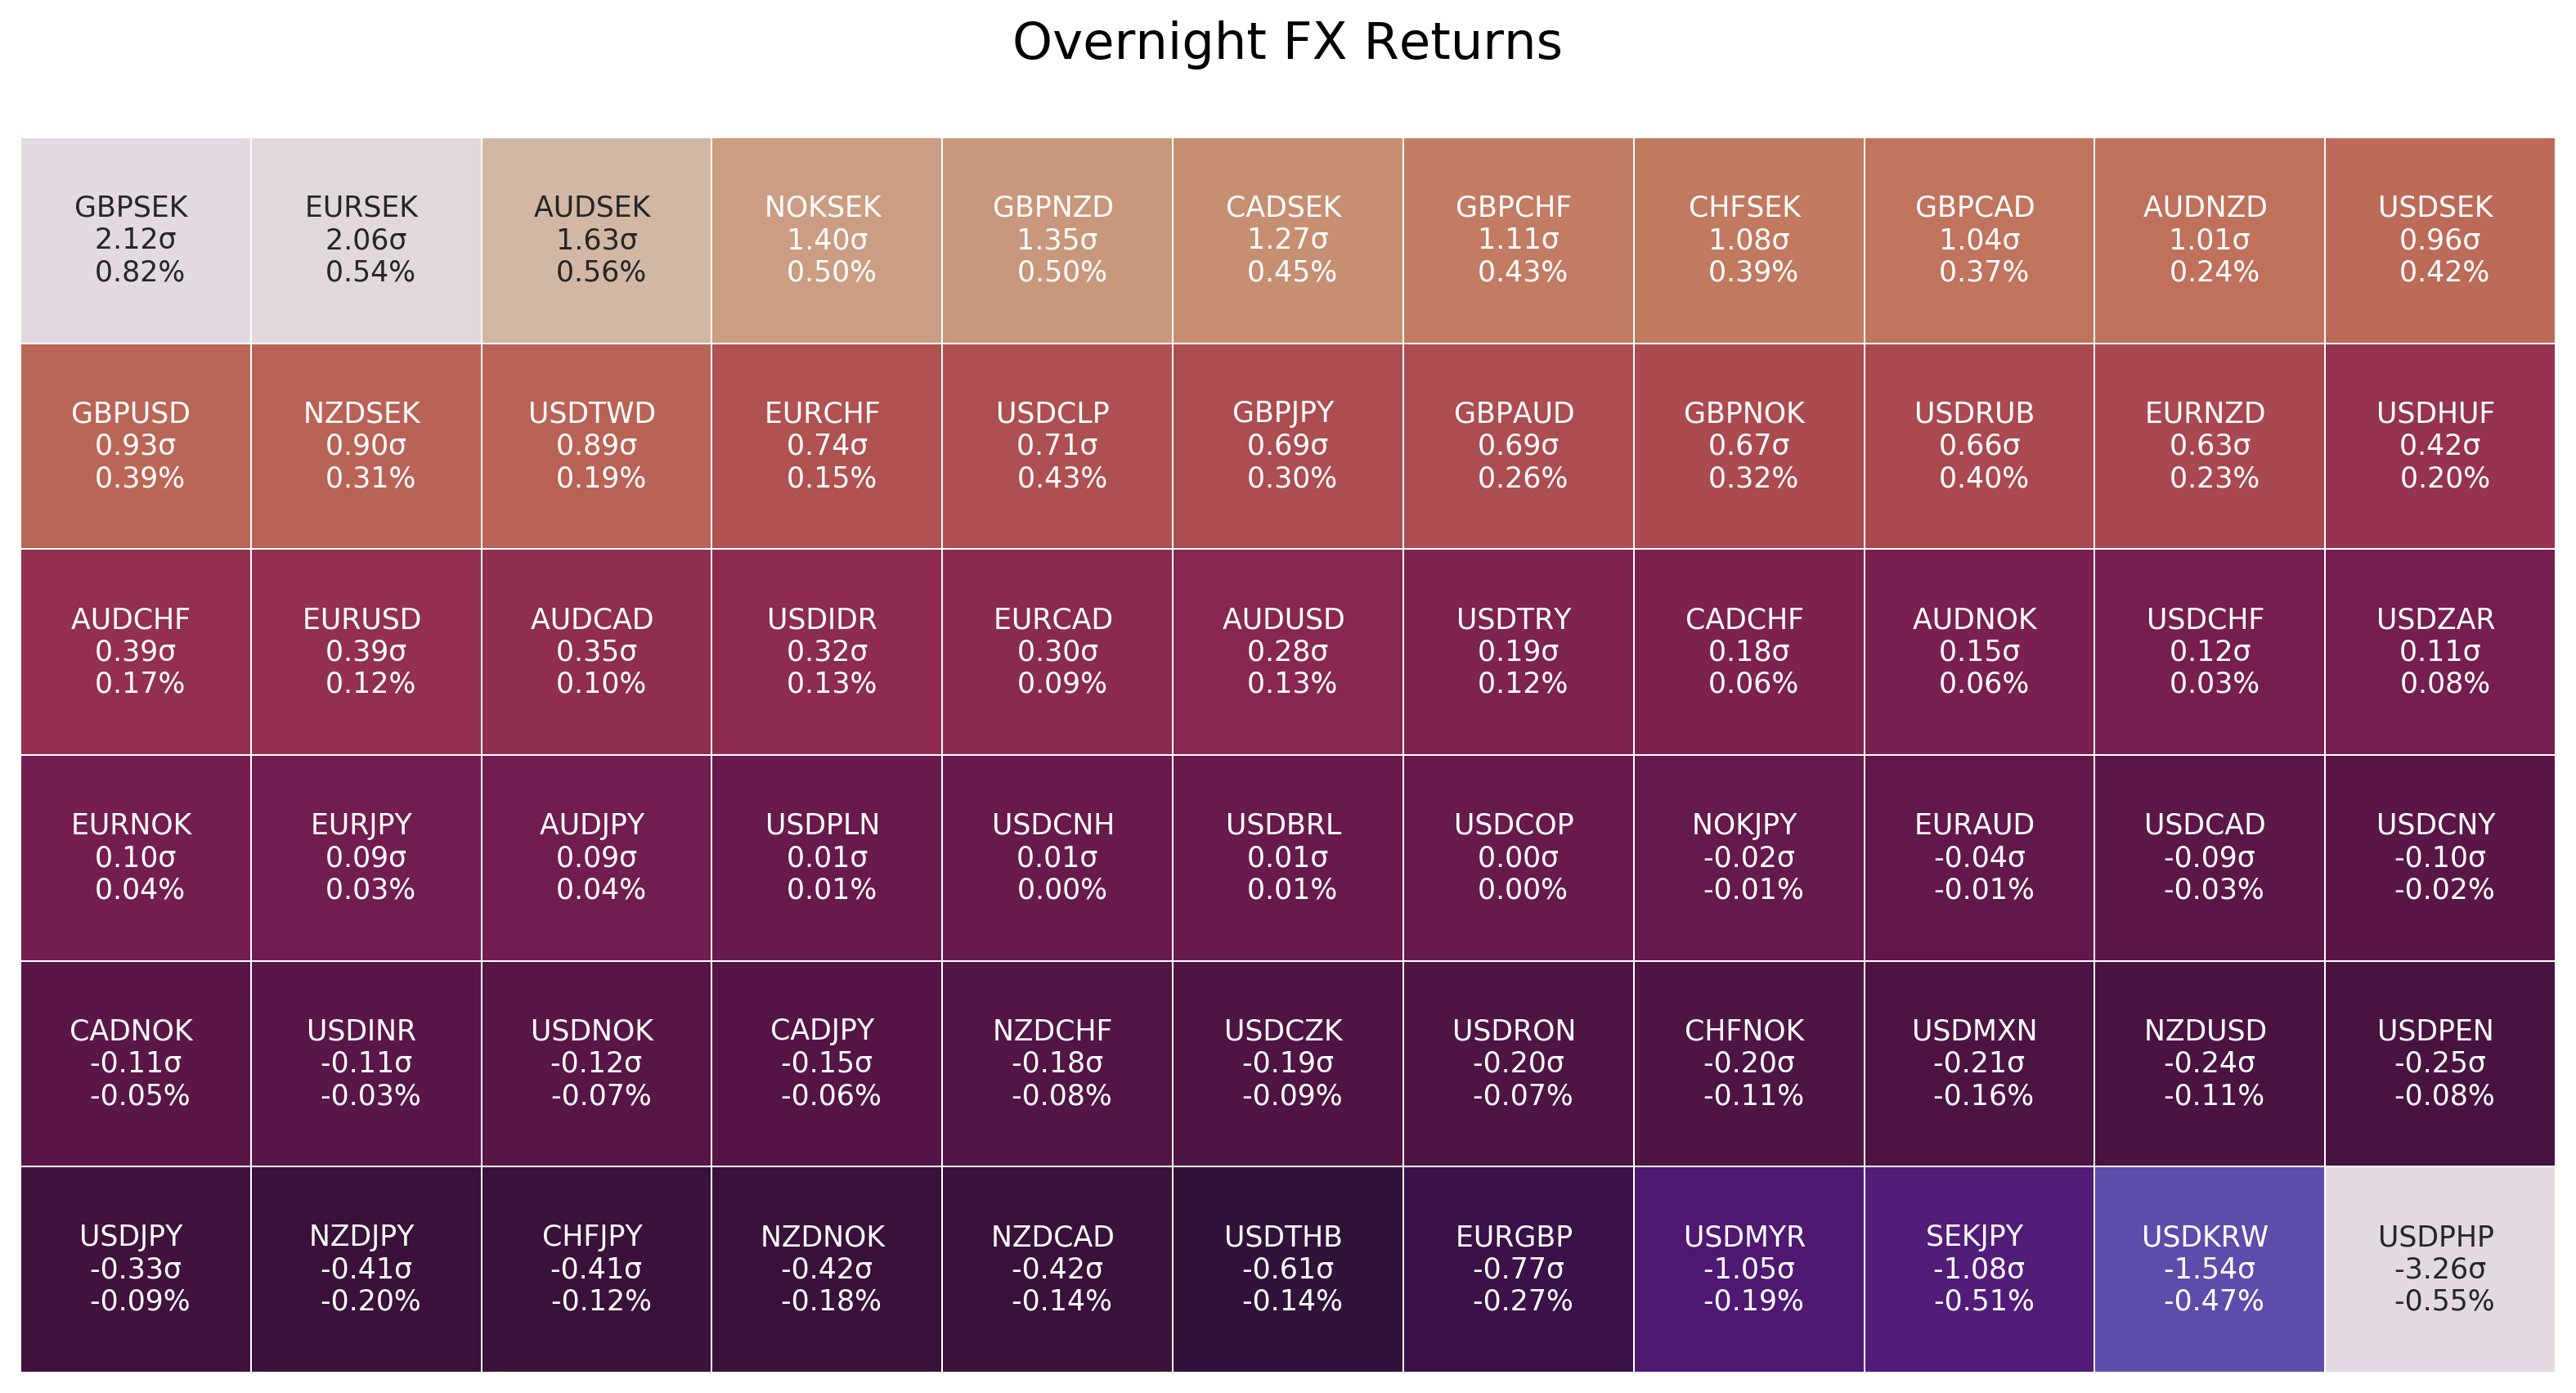 Overnight FX Returns
GBPSEK
2.12σ
0.82%
EURSEK
2.06σ
0.54%
AUDSEK
1.63σ
0.56%
NOKSEK
1.40σ
0.50%
GBPNZD
1.35σ
0.50%
CADSEK
1.27σ
0.45%
GBPCHF
1.11σ
0.43%
CHFSEK
1.08σ
0.39%
GBPCAD
1.04σ
0.37%
AUDNZD
1.01σ
0.24%
USDSEK
0.96σ
0.42%
GBPUSD
0.93σ
0.39%
NZDSEK
0.90σ
0.31%
USDTWD
0.89σ
0.19%
EURCHF
0.74σ
0.15%
USDCLP
0.71σ
0.43%
GBPJPY
0.69σ
0.30%
GBPAUD
0.69σ
0.26%
GBPNOK
0.67σ
0.32%
USDRUB
0.66σ
0.40%
EURNZD
0.63σ
0.23%
USDHUF
0.42σ
0.20%
AUDCHF
0.39σ
0.17%
EURUSD
0.39σ
0.12%
AUDCAD
0.35σ
0.10%
USDIDR
0.32σ
0.13%
EURCAD
0.30σ
0.09%
AUDUSD
0.28σ
0.13%
USDTRY
0.19σ
0.12%
CADCHF
0.18σ
0.06%
AUDNOK
0.15σ
0.06%
USDCHF
0.12σ
0.03%
USDZAR
0.11σ
0.08%
EURNOK
0.10σ
0.04%
EURJPY
0.09σ
0.03%
AUDJPY
0.09σ
0.04%
USDPLN
0.01σ
0.01%
USDCNH
0.01σ
0.00%
USDBRL
0.01σ
0.01%
USDCOP
0.00σ
0.00%
NOKJPY
-0.02σ
-0.01%
EURAUD
-0.04σ
-0.01%
USDCAD
-0.09σ
-0.03%
USDCNY
-0.10σ
-0.02%
CADNOK
-0.11σ
-0.05%
USDINR
-0.11σ
-0.03%
USDNOK
-0.12σ
-0.07%
CADJPY
-0.15σ
-0.06%
NZDCHF
-0.18σ
-0.08%
USDCZK
-0.19σ
-0.09%
USDRON
-0.20σ
-0.07%
CHFNOK
-0.20σ
-0.11%
USDMXN
-0.21σ
-0.16%
NZDUSD
-0.24σ
-0.11%
USDPEN
-0.25σ
-0.08%
USDJPY
-0.33σ
-0.09%
NZDJPY
-0.41σ
-0.20%
CHFJPY
-0.41σ
-0.12%
NZDNOK
-0.42σ
-0.18%
NZDCAD
-0.42σ
-0.14%
USDTHB
-0.61σ
-0.14%
EURGBP
-0.77σ
-0.27%
USDMYR
-1.05σ
-0.19%
SEKJPY
-1.08σ
-0.51%
USDKRW
-1.54σ
-0.47%
USDPHP
-3.26σ
-0.55%